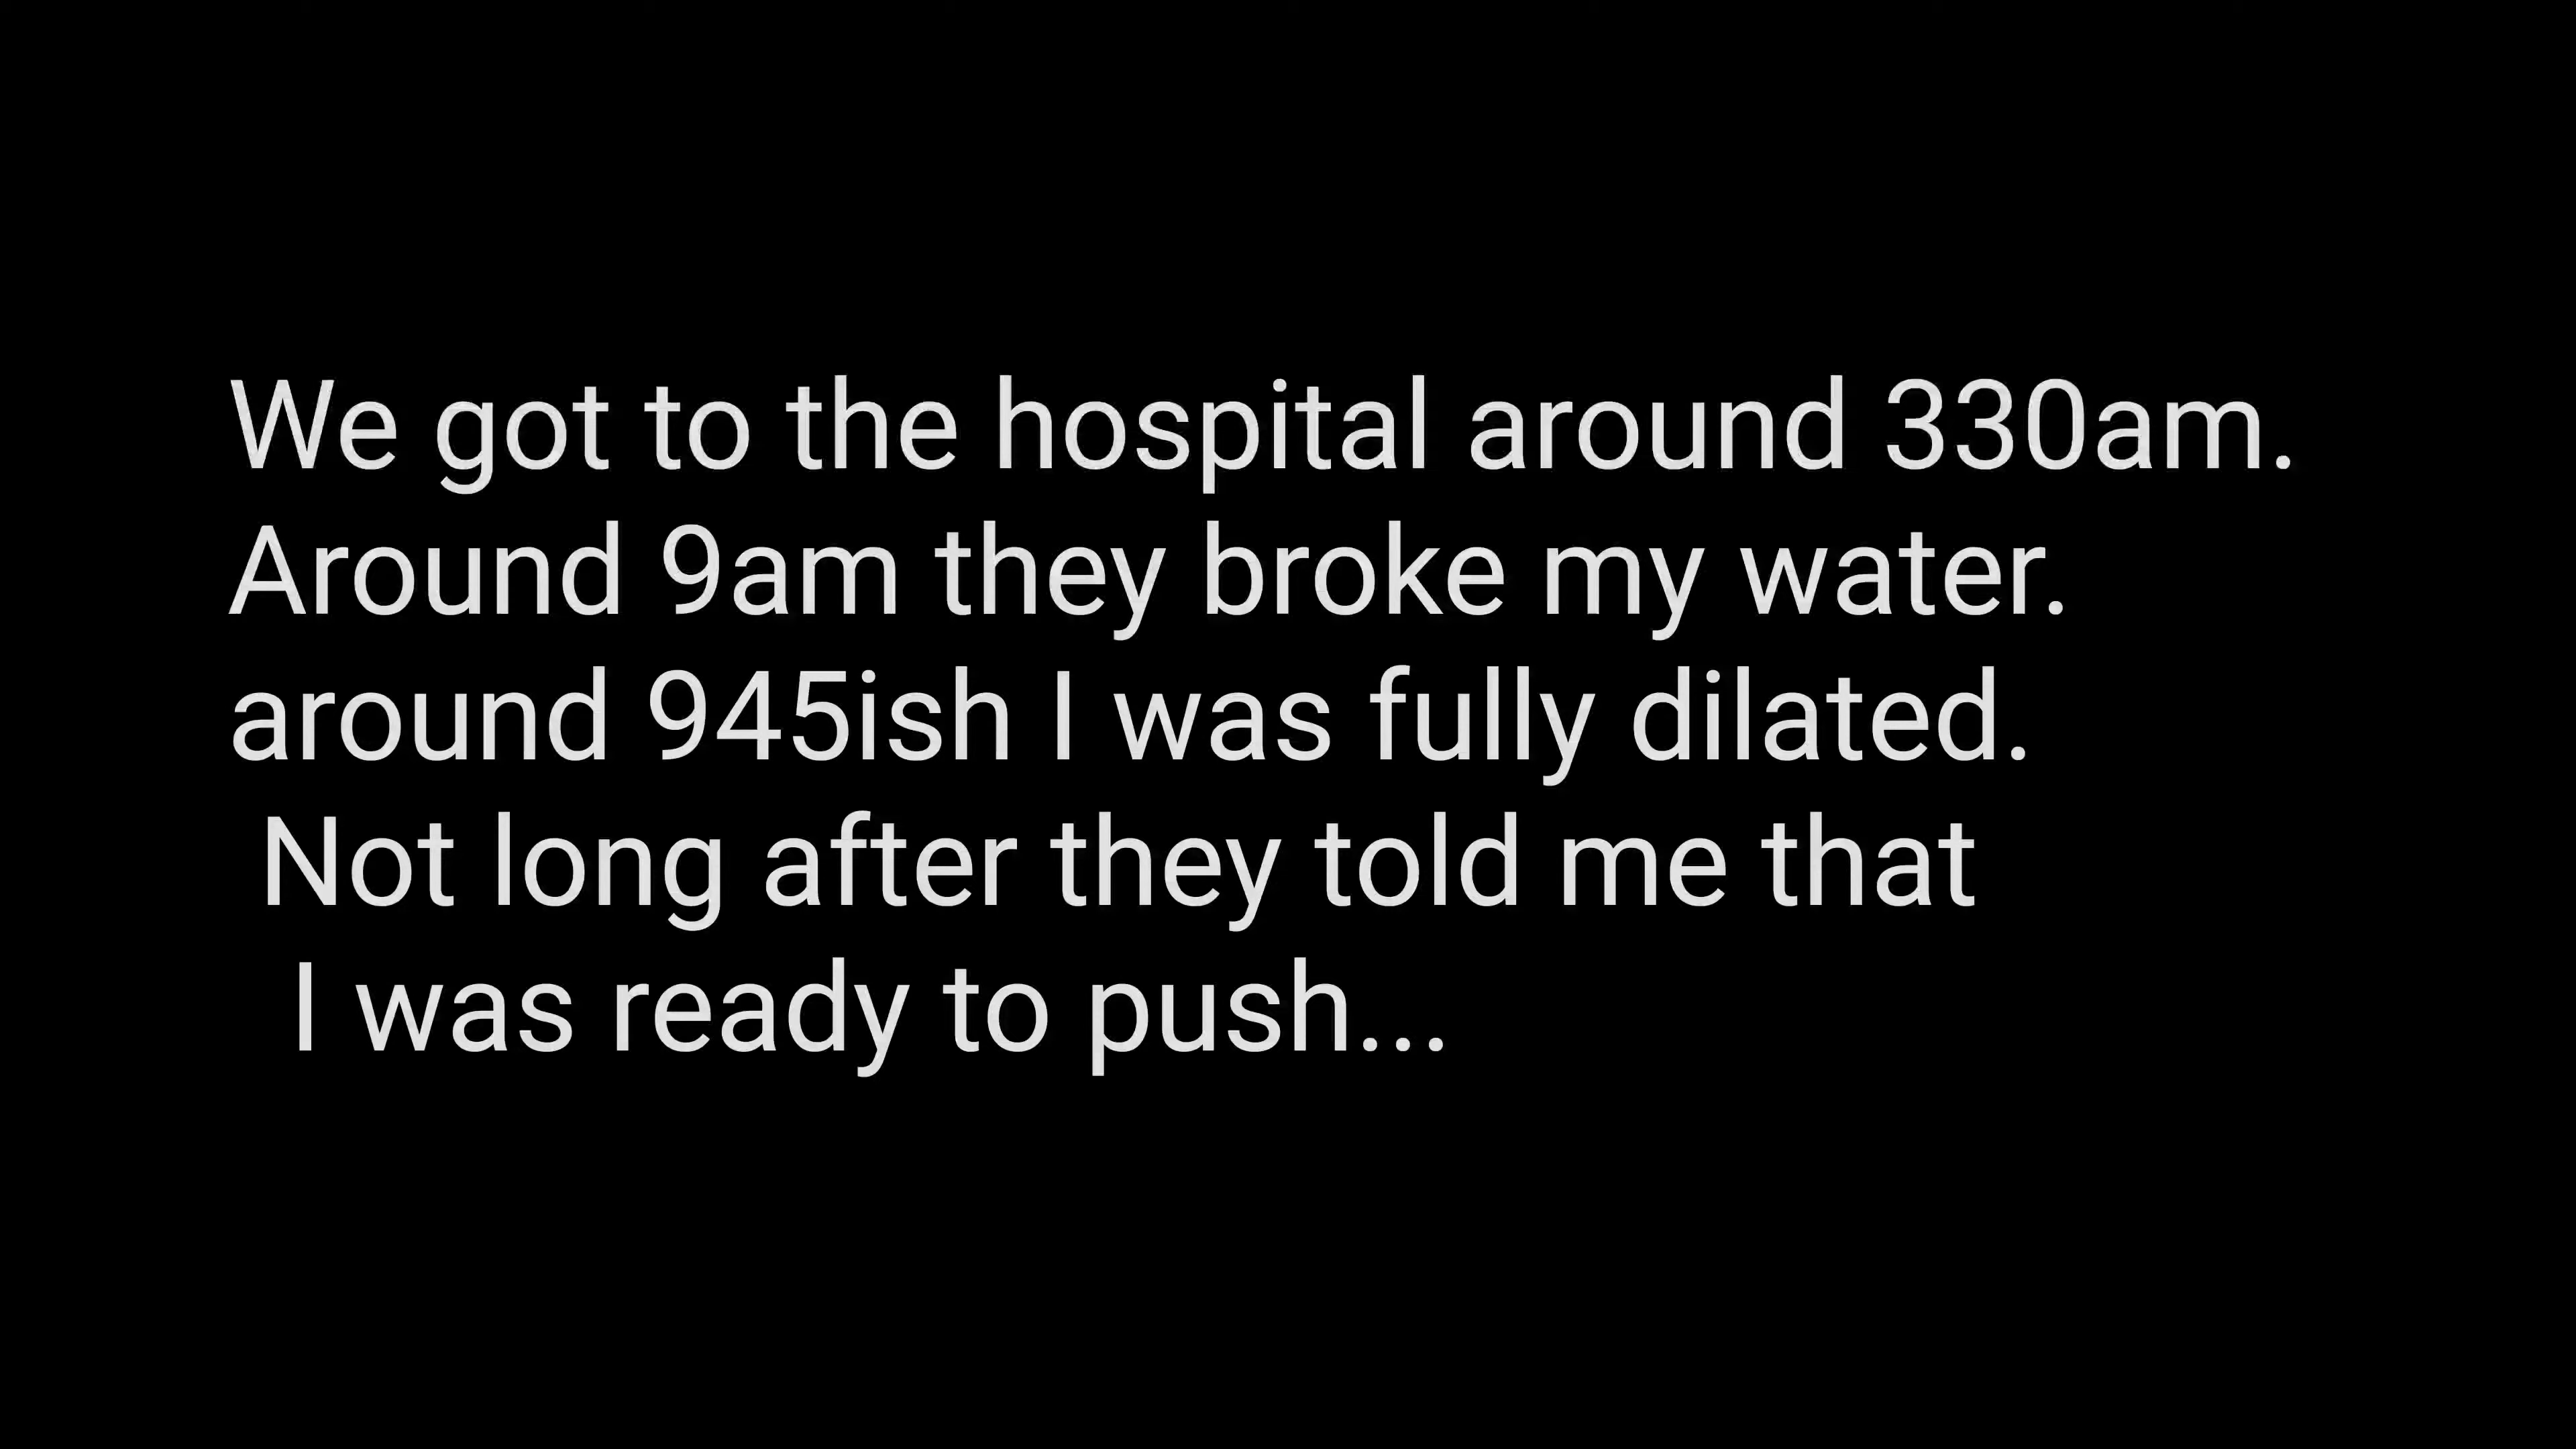 We got to the hospital around 330am.
Around 9am they broke my water.
around 945ish I was fully dilated.
Not long after they told me that
I was ready to push...